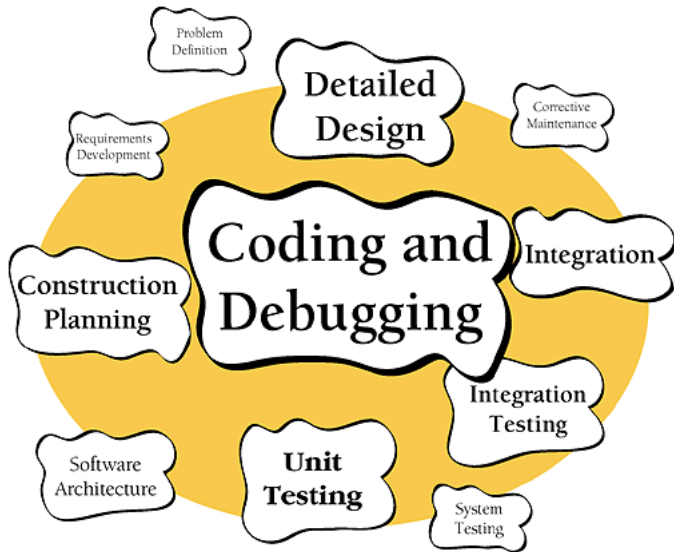 Problem
Definition
Detailed
Design
Corrective
Maintenance
Requirements
Development
Coding and
Debugging
Integration
Construction
Planning
Integration
Testing
Software
Architecture
Unit
Testing
System
Testing